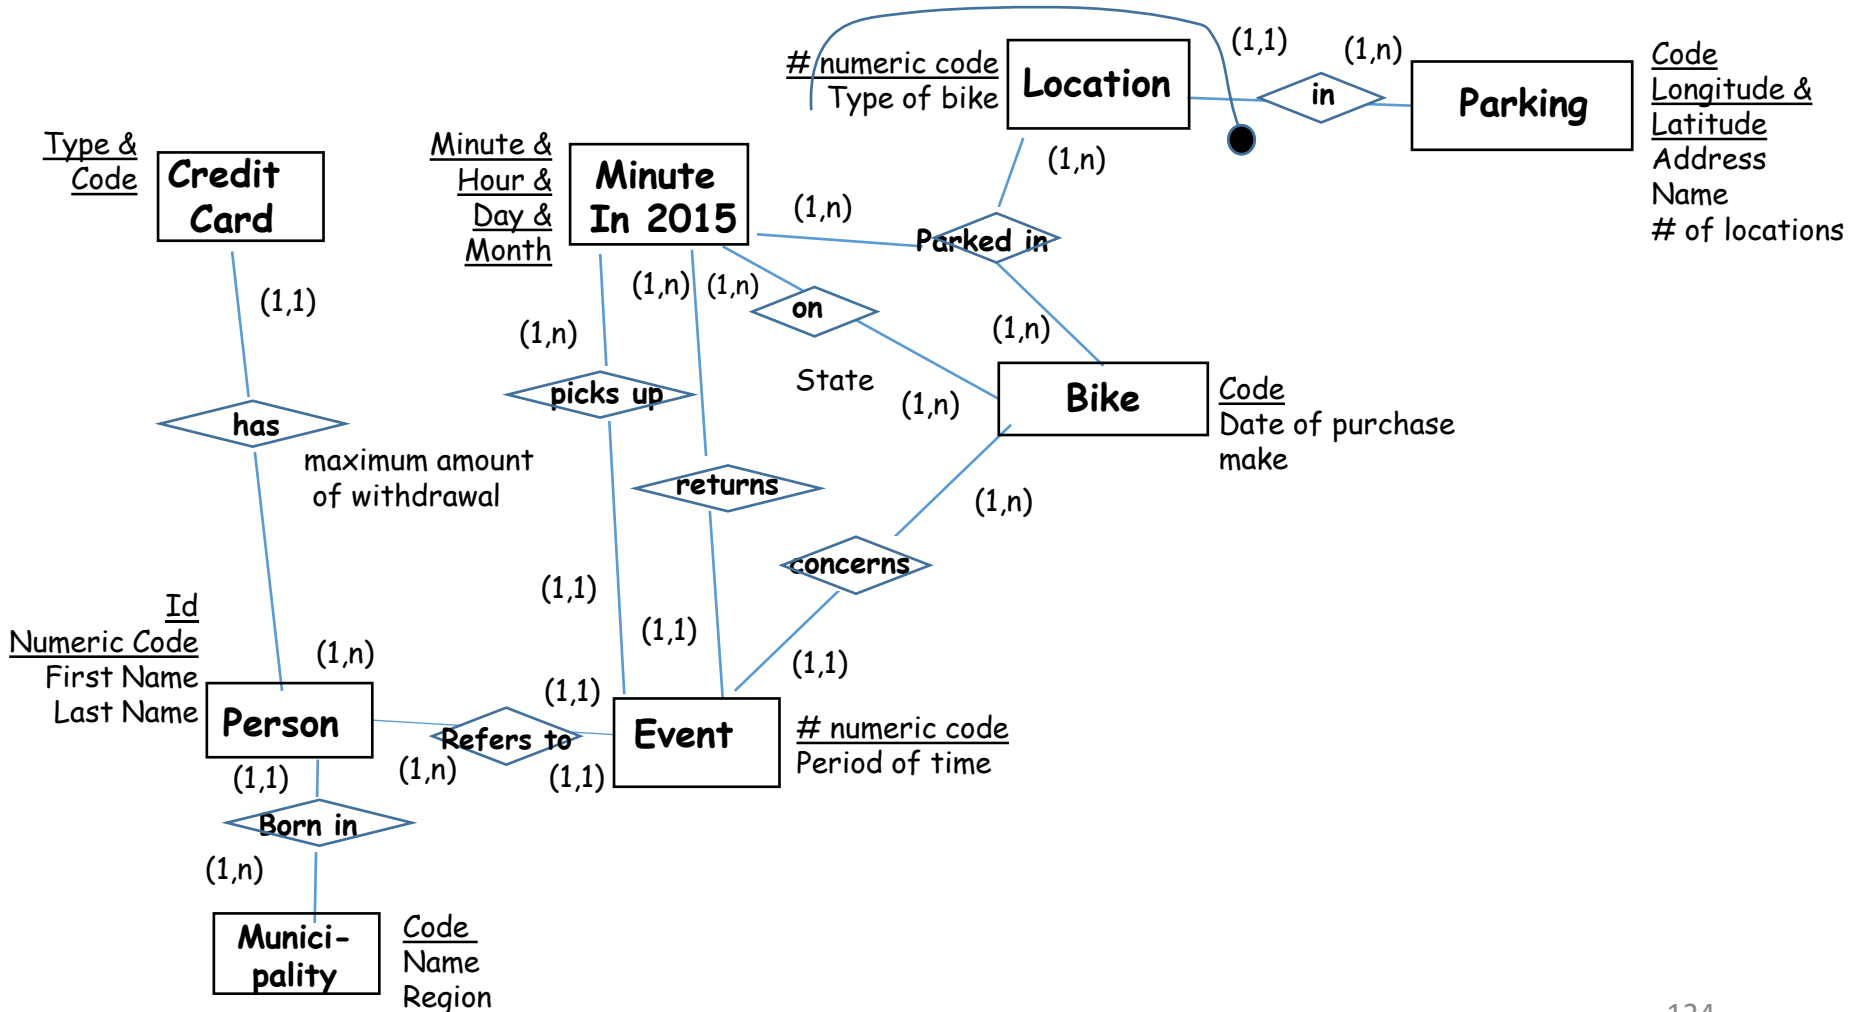 (1,1)
(1,n)
# numeric code
Type of bike
Location
in
Parking
Code
Longitude &
Latitude
Address
Name
# of locations
Type &
Code
Credit
Card
Minute &
Hour &
Day &
Month
Minute
In 2015
(1,n)
(1,n)
Parked in
(1,1)
(1,n)
(1,n)
on
(1,n)
(1,n)
State
(1,n)
Bike
Code
Date of purchase
make
picks up
has
maximum amount
of withdrawal
returns
(1,n)
concerns
(1,1)
(1,1)
(1,1)
Id
Numeric Code
First Name
Last Name
(1,n)
Person
(1,1)
Refers to
(1,n)
(1,1)
Event
# numeric code
Period of time
(1,1)
Born in
(1,n)
Munici-
pality
Code
Name
Region